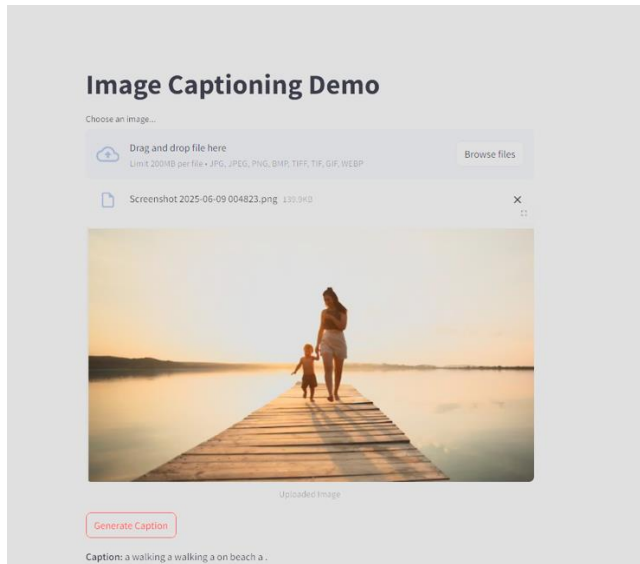 Image Captioning Demo
Choose an image...
Drag and drop file here
Limit 200MB per file • JPG, JPEG, PNG, BMP, TIFF, TIF, GIF, WEBP
Browse files
Screenshot 2025-06-09 004823.png 139.9KB
Uploaded Image
Generate Caption
Caption: a walking a walking a on beach a .